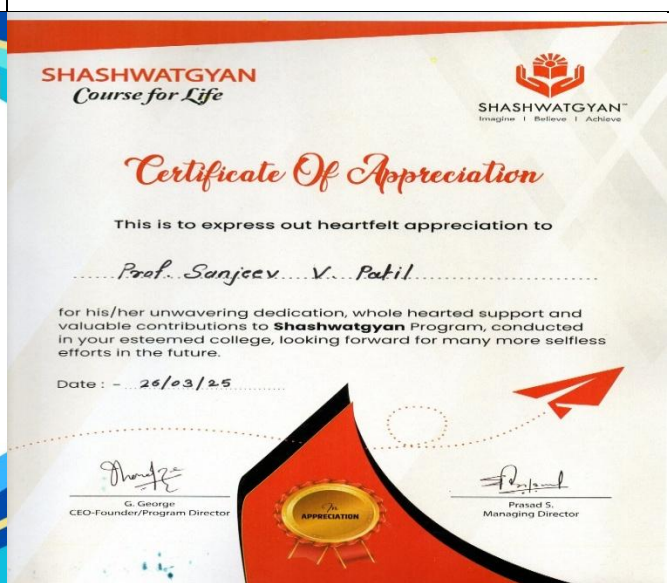 SHASHWATGYAN
Course for Life
SHASHWATGYAN™
Imagine I Believe I Achieve
Certificate Of Appreciation
This is to express out heartfelt appreciation to
Prof. Sanjeev V. Patil
for his/her unwavering dedication, whole hearted support and
valuable contributions to Shashwatgyan Program, conducted
in your esteemed college, looking forward for many more selfless
efforts in the future.
Date : - 26/03/25
G. George
CEO-Founder/Program Director
In
APPRECIATION
Prasad S.
Managing Director